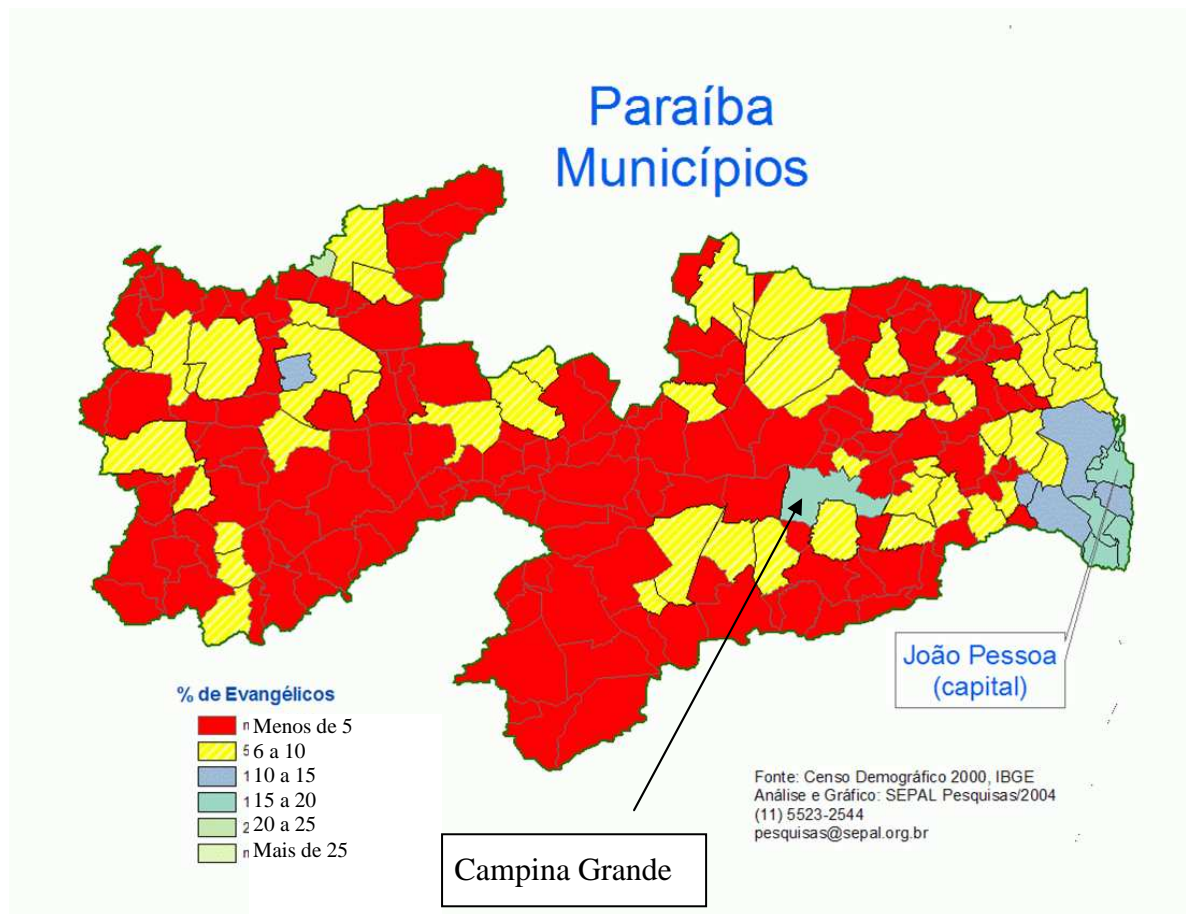 Paraíba
Municípios
João Pessoa
(capital)
% de Evangélicos
Menos de 5
6 a 10
10 a 15
15 a 20
20 a 25
Mais de 25
Fonte: Censo Demográfico 2000, IBGE
Análise e Gráfico: SEPAL Pesquisas/2004
(11) 5523-2544
pesquisas@sepal.org.br
Campina Grande